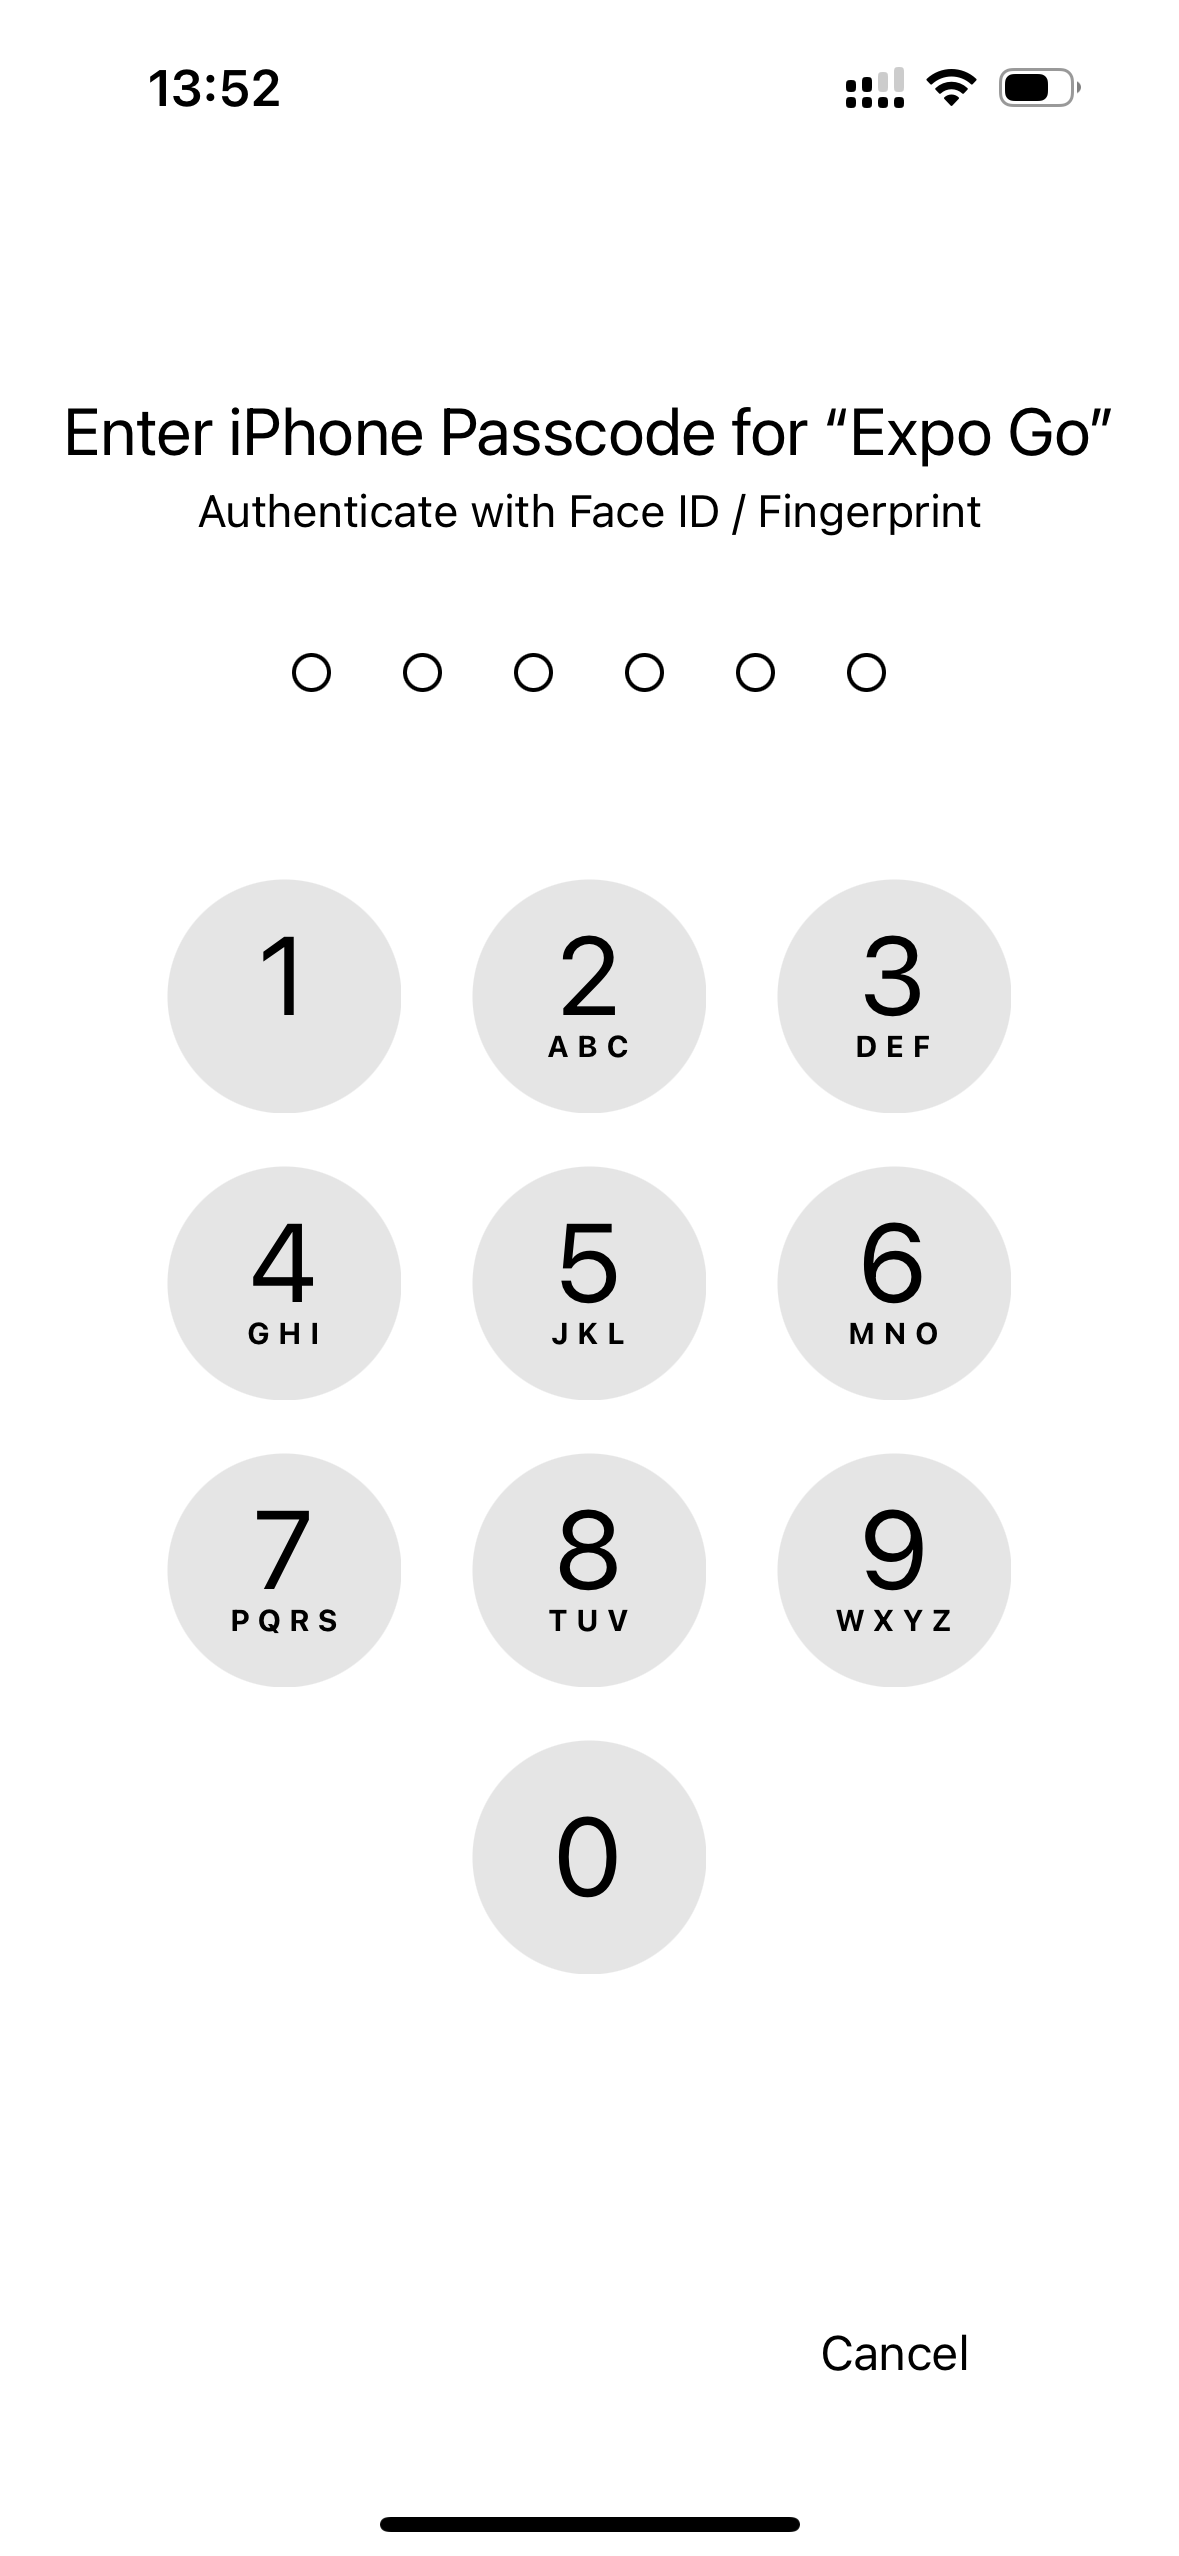 13:52
Enter iPhone Passcode for “Expo Go”
Authenticate with Face ID / Fingerprint
1
2
ABC
3
DEF
4
GHI
5
JKL
6
MNO
7
PQRS
8
TUV
9
WXYZ
0
Cancel